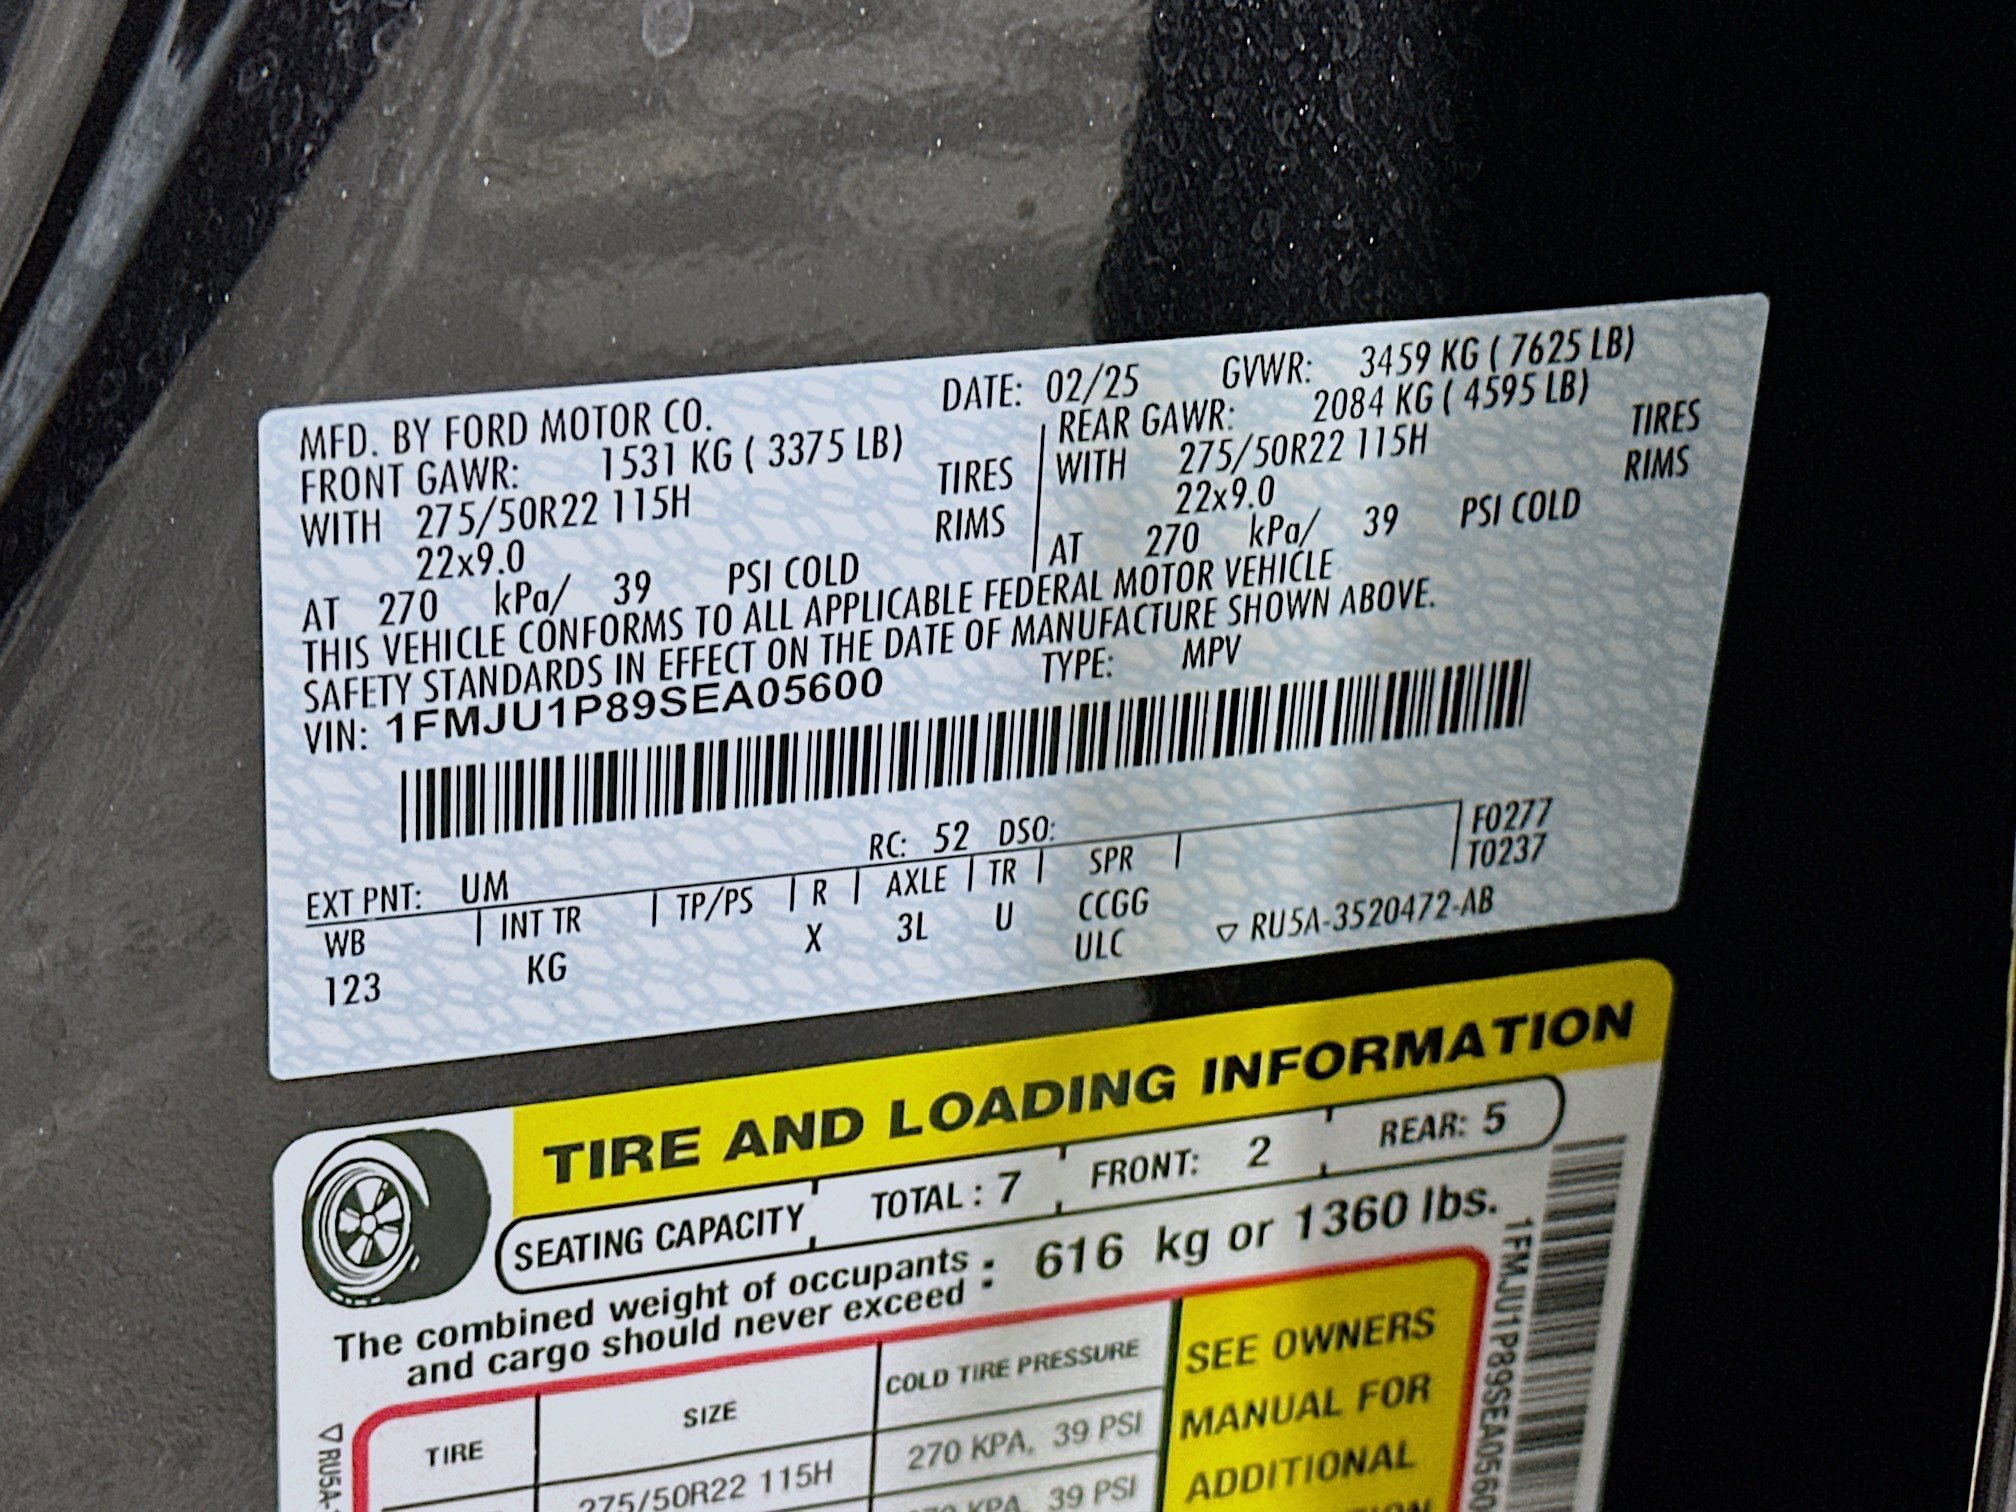 MFD. BY FORD MOTOR CO. DATE: 02/25 GVWR: 3459 KG ( 7625 LB)
FRONT GAWR: 1531 KG ( 3375 LB) REAR GAWR: 2084 KG ( 4595 LB)
WITH 275/50R22 115H TIRES WITH 275/50R22 115H TIRES
22x9.0 RIMS 22x9.0 RIMS
AT 270 kPa/ 39 PSI COLD AT 270 kPa/ 39 PSI COLD
THIS VEHICLE CONFORMS TO ALL APPLICABLE FEDERAL MOTOR VEHICLE
SAFETY STANDARDS IN EFFECT ON THE DATE OF MANUFACTURE SHOWN ABOVE.
VIN: 1FMJU1P89SEA05600 TYPE: MPV
EXT PNT: UM RC: 52 DSO: F0277
WB INT TR TP/PS R AXLE TR SPR T0237
123 KG X 3L U CCGG
ULC ▽ RU5A-3520472-AB
TIRE AND LOADING INFORMATION
SEATING CAPACITY TOTAL : 7 FRONT: 2 REAR: 5
The combined weight of occupants
and cargo should never exceed : 616 kg or 1360 lbs.
TIRE SIZE COLD TIRE PRESSURE
275/50R22 115H 270 KPA, 39 PSI
KPA 39 PSI
SEE OWNERS
MANUAL FOR
ADDITIONAL
1FMJU1P89SEA0560
▽ RU5A-